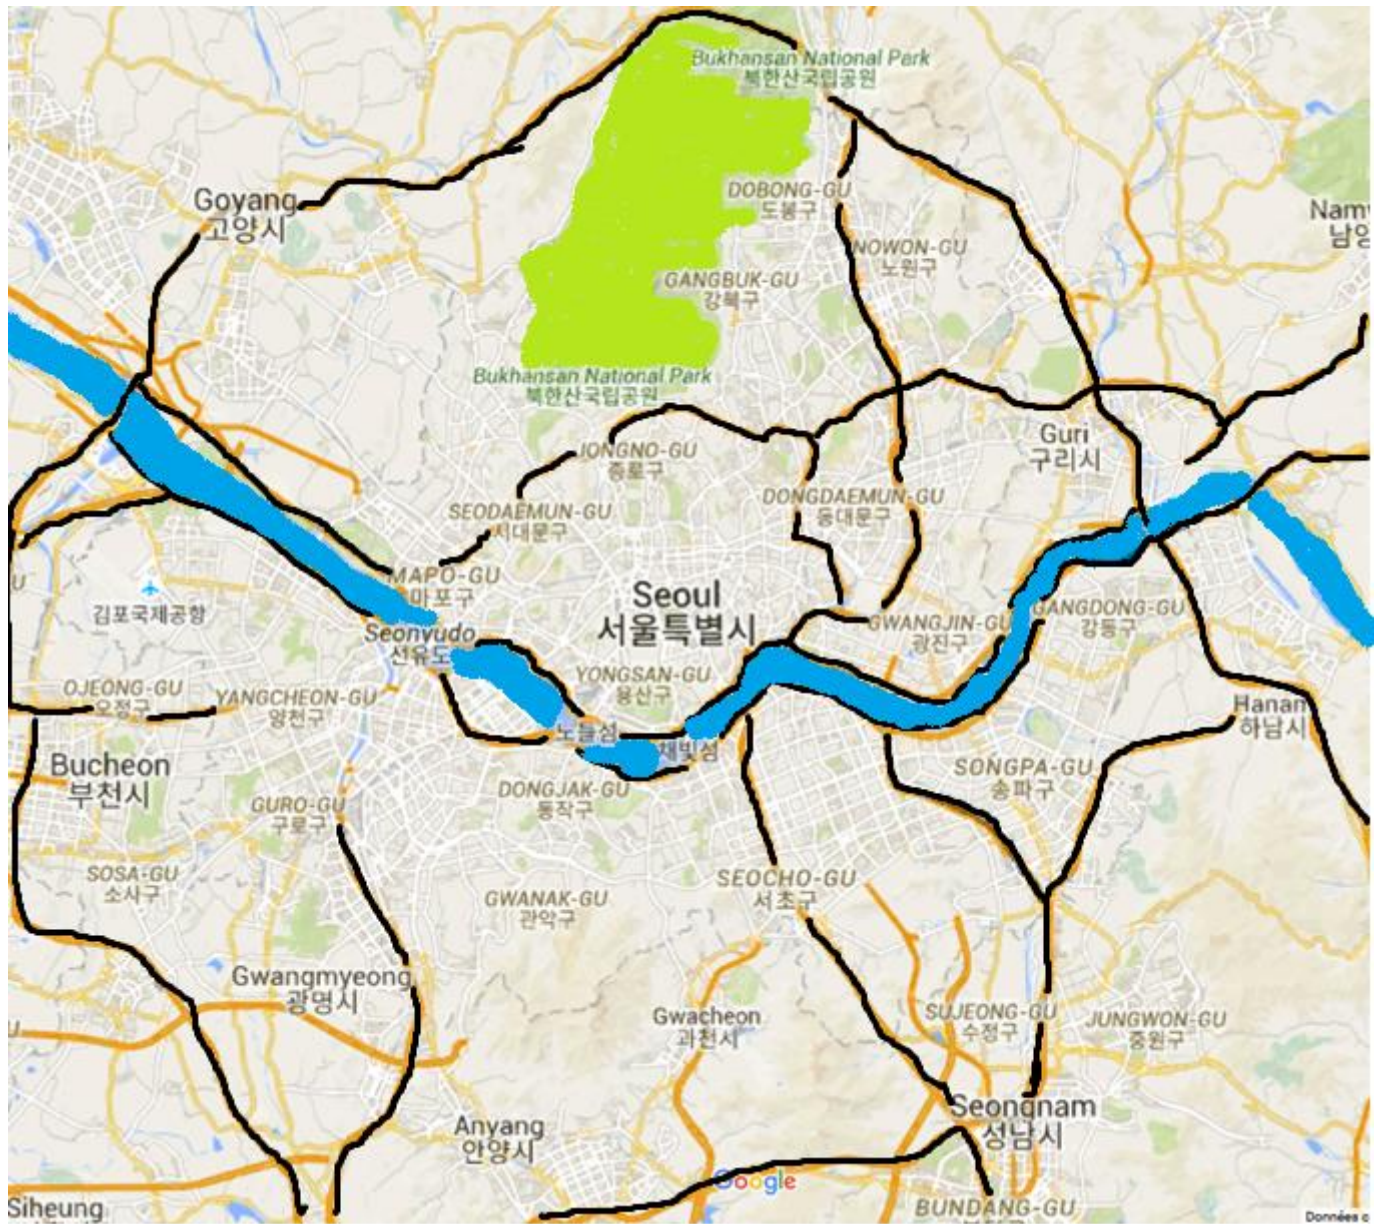 Bukhansan National Park
북한산국립공원
DOBONG-GU
도봉구
Goyang
고양시
NOWON-GU
노원구
Namy
남양
GANGBUK-GU
강북구
Bukhansan National Park
북한산국립공원
Guri
구리시
JONGNO-GU
종로구
DONGDAEMUN-GU
동대문구
SEODAEMUN-GU
서대문구
MAPO-GU
마포구
김포국제공항
Seoul
서울특별시
GANGDONG-GU
강동구
GWANGJIN-GU
광진구
Seonyudo
선유도
YONGSAN-GU
용산구
OJEONG-GU
오정구
YANGCHEON-GU
양천구
Hanam
하남시
노들섬
채빛섬
Bucheon
부천시
SONGPA-GU
송파구
DONGJAK-GU
동작구
GURO-GU
구로구
SOSA-GU
소사구
SEOCHO-GU
서초구
GWANAK-GU
관악구
Gwangmyeong
광명시
Gwacheon
과천시
SUJEONG-GU
수정구
JUNGWON-GU
중원구
Seongnam
성남시
Anyang
안양시
Google
Siheung
BUNDANG-GU
Données c